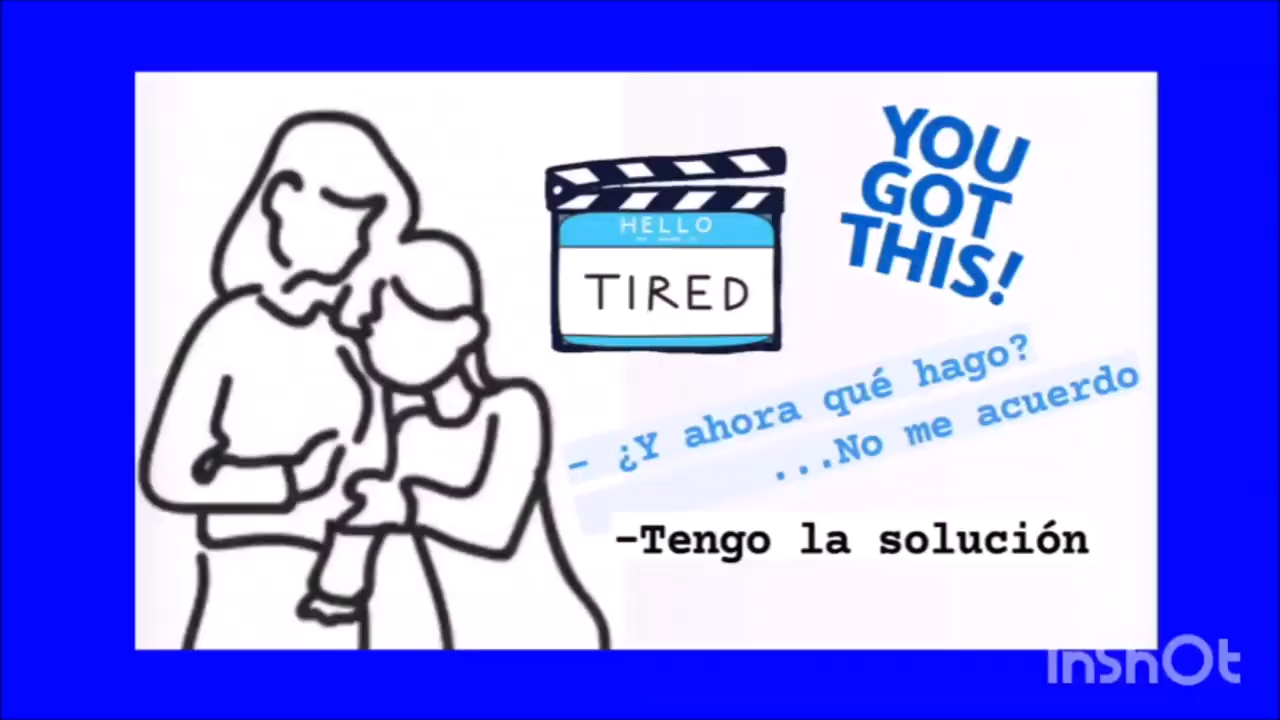 HELLO
TIRED
YOU
GOT
THIS!
- ¿Y ahora qué hago?
...No me acuerdo
-Tengo la solución
InShOt